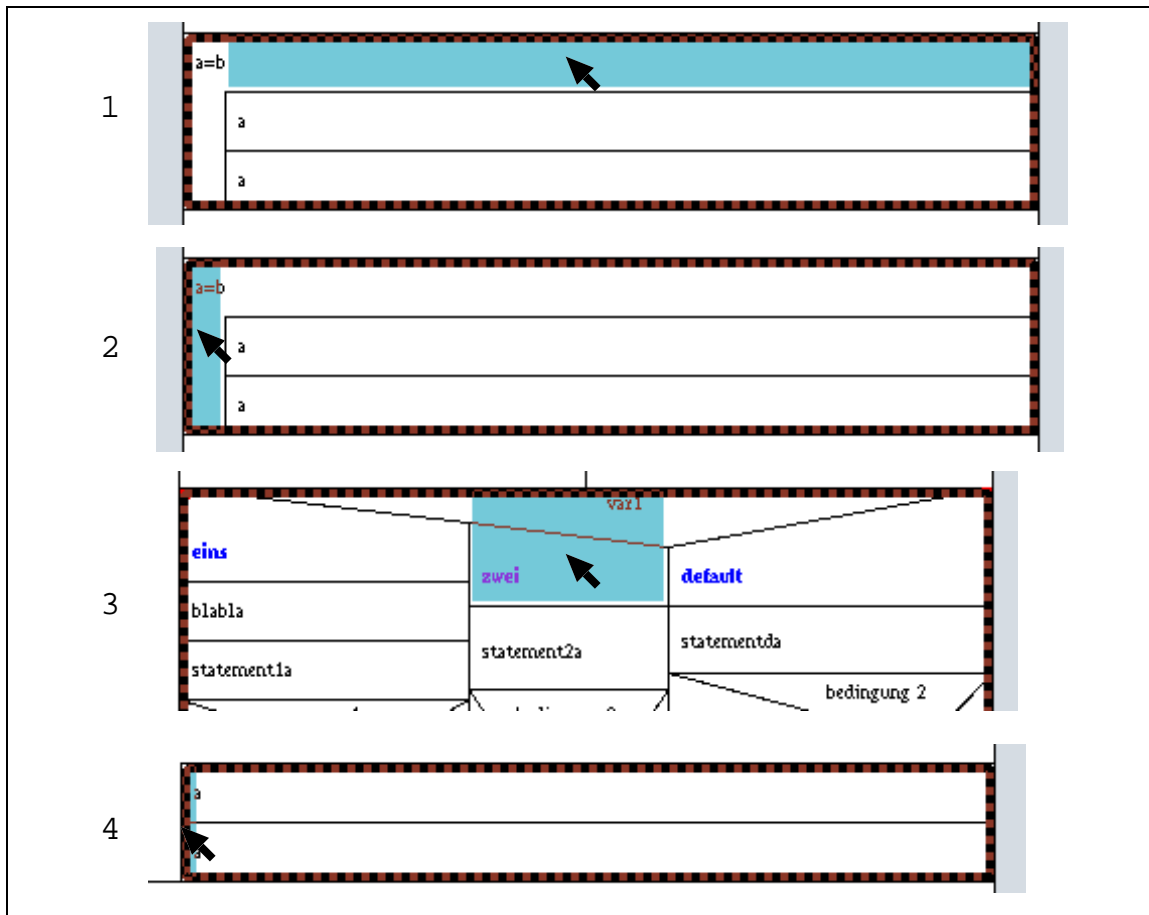 1
a=b
a
a
2
a=b
a
a
3
var1
eins
zwei
default
blabla
statement1a
statement2a
statementda
bedingung 2
4
a
a